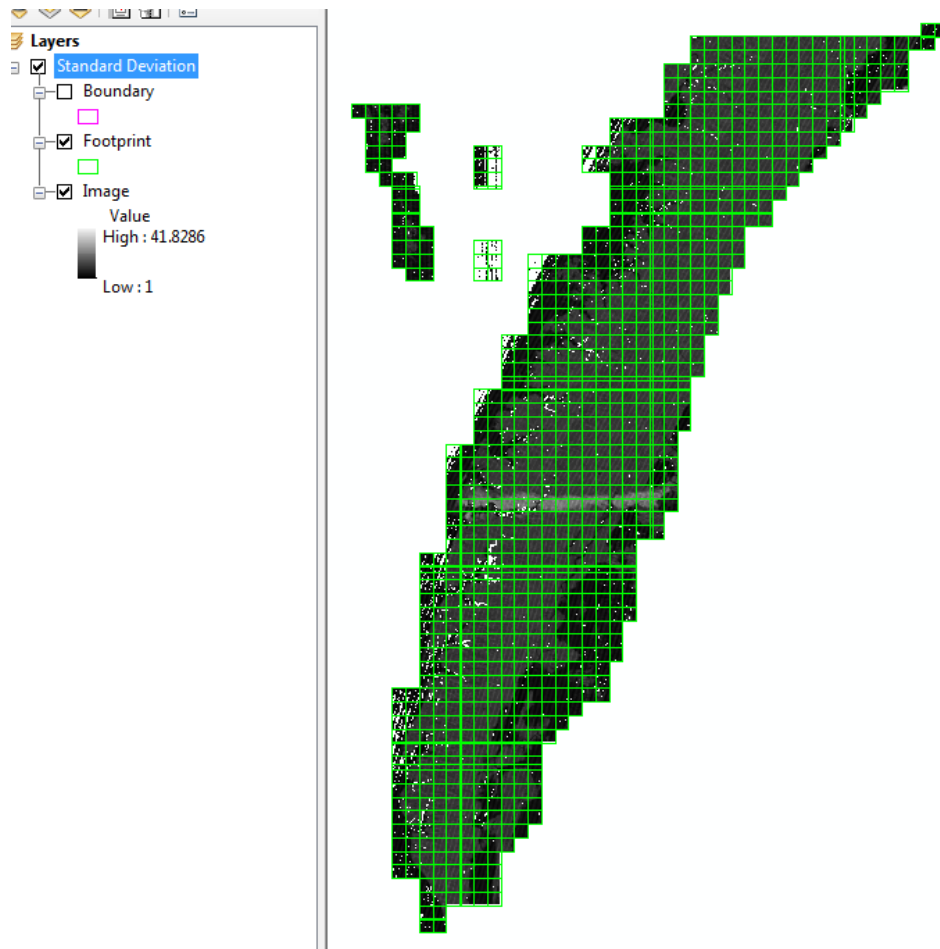 Layers
Standard Deviation
Boundary
Footprint
Image
Value
High : 41.8286
Low : 1